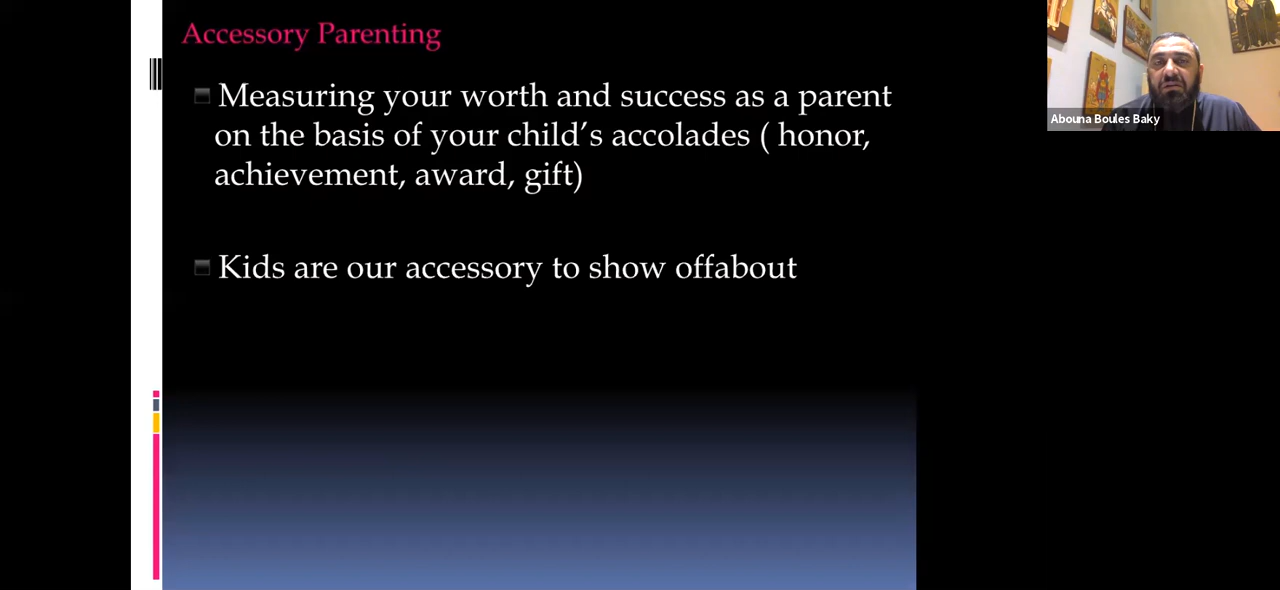 Accessory Parenting
Measuring your worth and success as a parent
on the basis of your child’s accolades ( honor,
achievement, award, gift)
Kids are our accessory to show offabout
Abouna Boules Baky